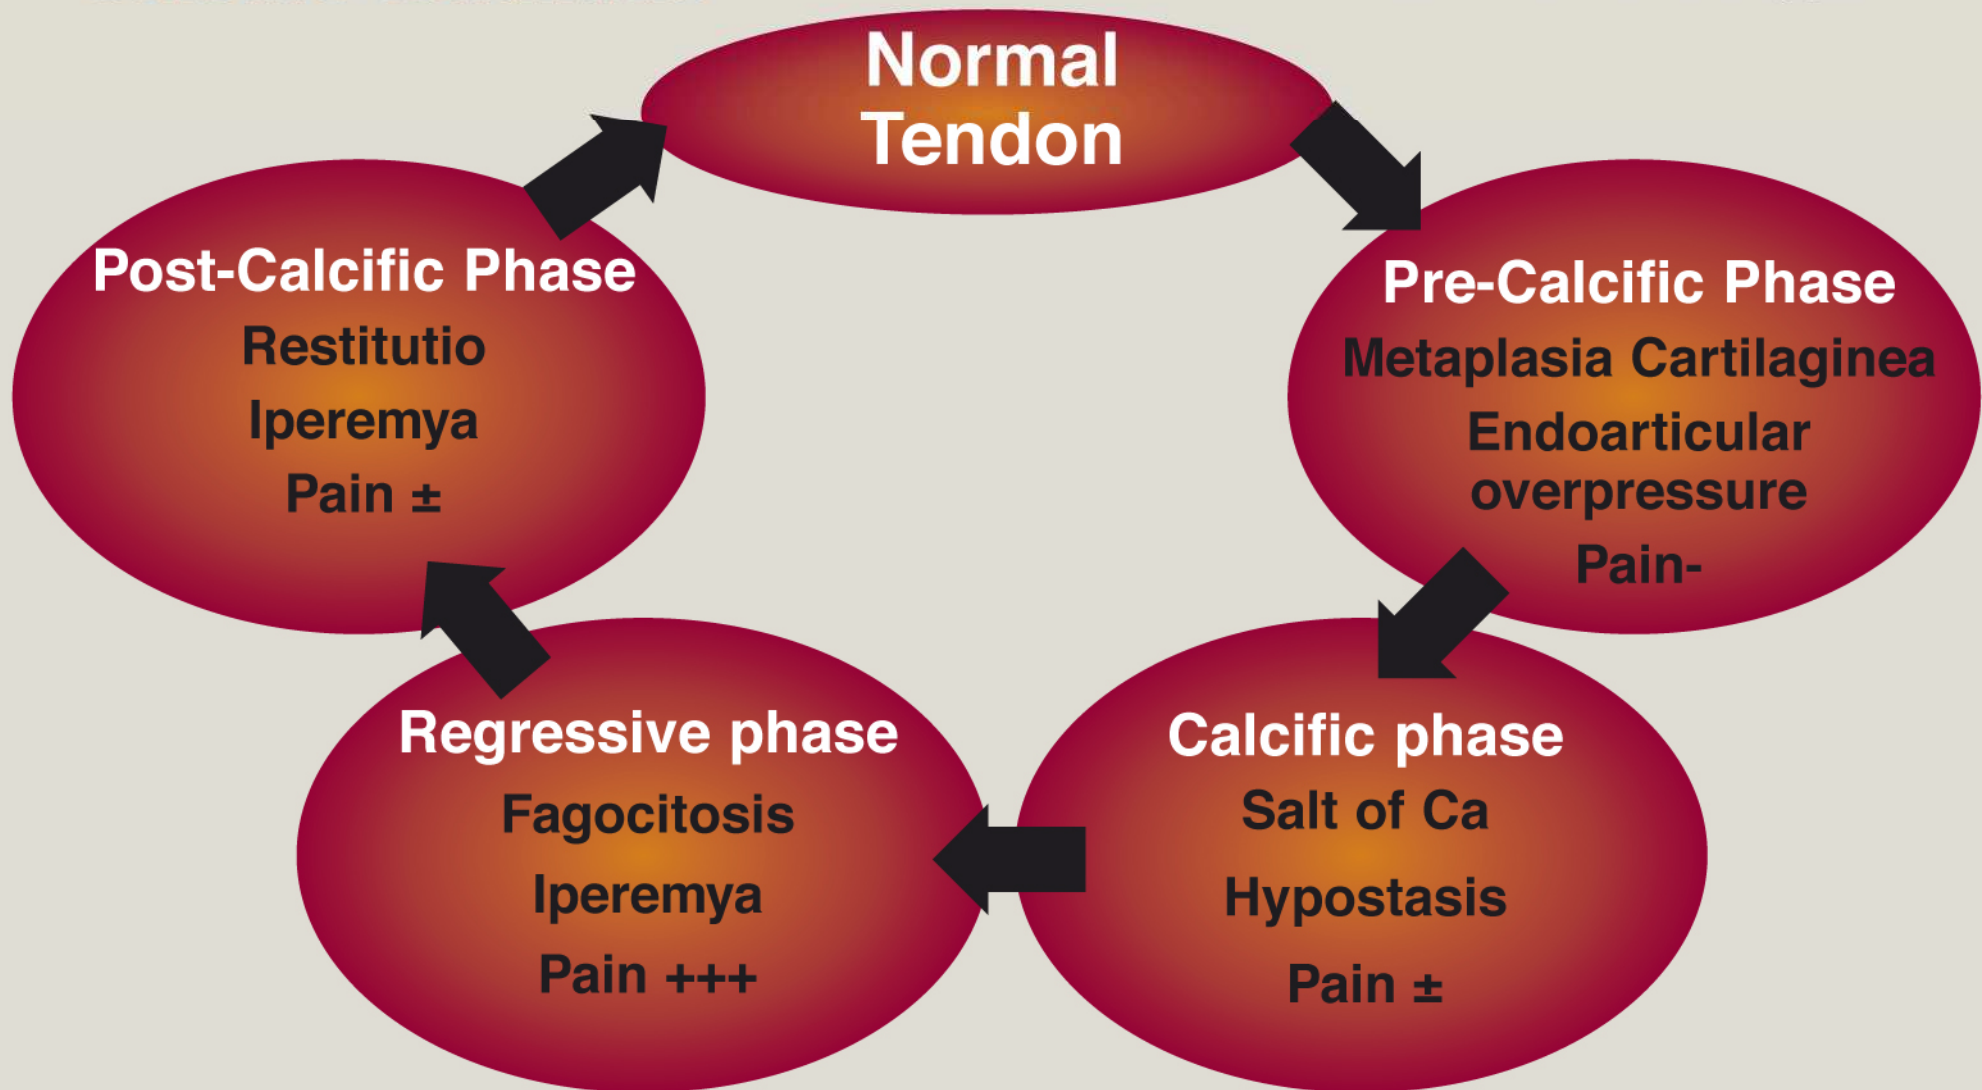 Normal
Tendon
Pre-Calcific Phase
Metaplasia Cartilaginea
Endoarticular
overpressure
Pain-
Calcific phase
Salt of Ca
Hypostasis
Pain ±
Regressive phase
Fagocitosis
Iperemya
Pain +++
Post-Calcific Phase
Restitutio
Iperemya
Pain ±